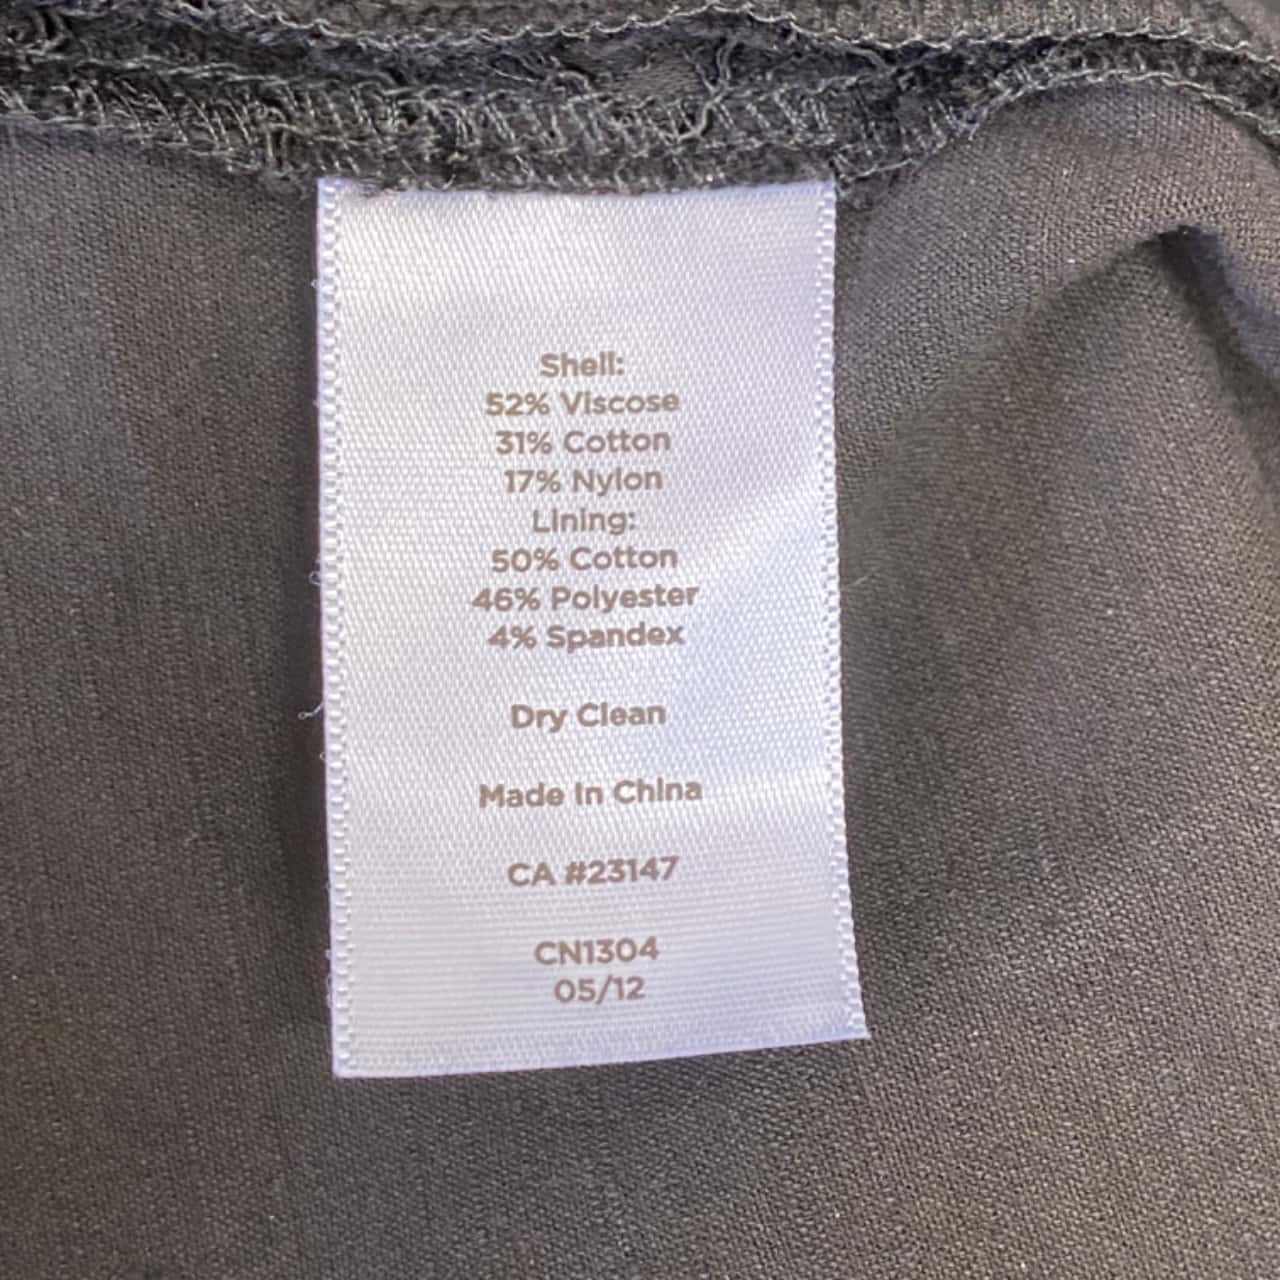 Shell:
52% Viscose
31% Cotton
17% Nylon
Lining:
50% Cotton
46% Polyester
4% Spandex
Dry Clean
Made In China
CA #23147
CN1304
05/12